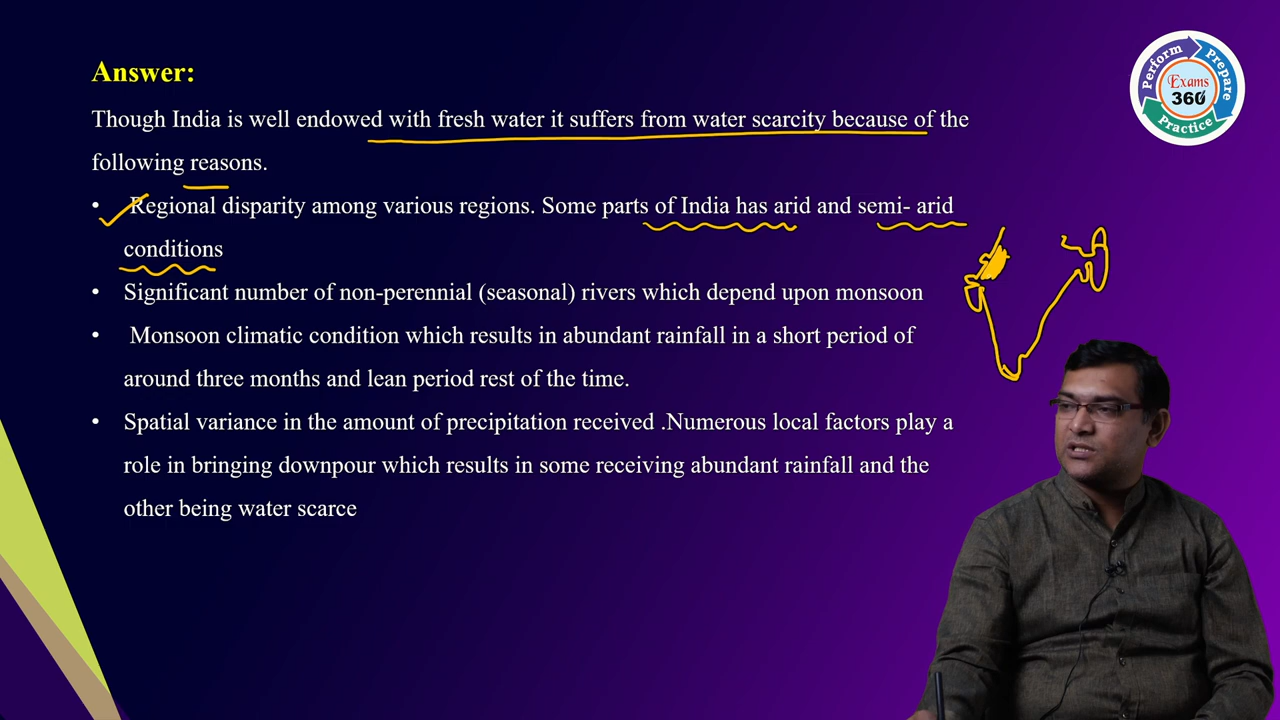 Answer:
Though India is well endowed with fresh water it suffers from water scarcity because of the
following reasons.
• Regional disparity among various regions. Some parts of India has arid and semi- arid
conditions
• Significant number of non-perennial (seasonal) rivers which depend upon monsoon
• Monsoon climatic condition which results in abundant rainfall in a short period of
around three months and lean period rest of the time.
• Spatial variance in the amount of precipitation received .Numerous local factors play a
role in bringing downpour which results in some receiving abundant rainfall and the
other being water scarce
Perform
Prepare
Practice
Exams
360